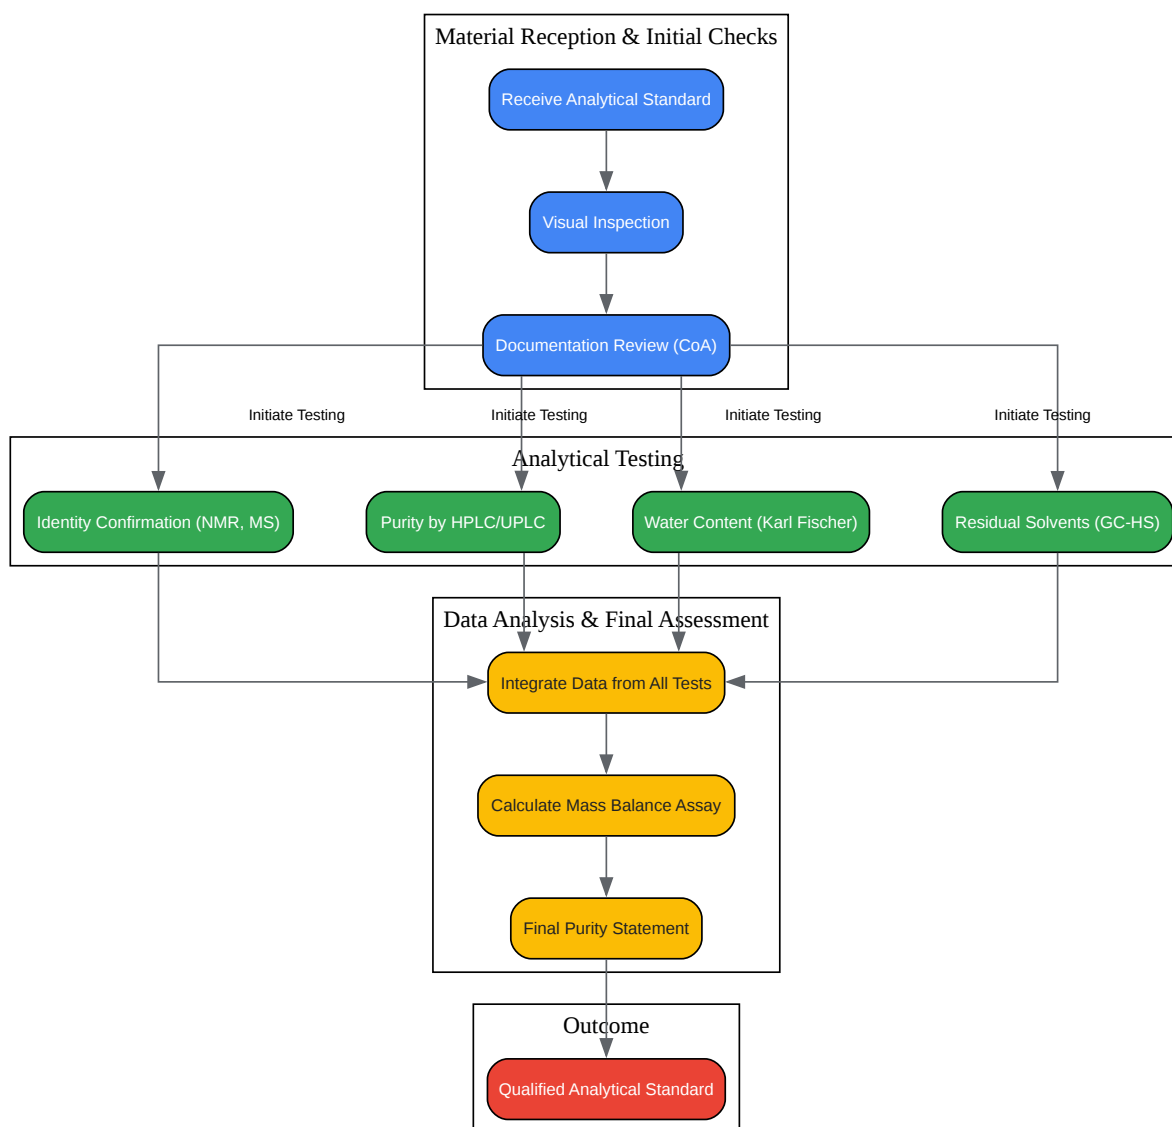 Material Reception & Initial Checks
Receive Analytical Standard
Visual Inspection
Documentation Review (CoA)
Initiate Testing
Initiate Testing
Initiate Testing
Initiate Testing
Analytical Testing
Identity Confirmation (NMR, MS)
Purity by HPLC/UPLC
Water Content (Karl Fischer)
Residual Solvents (GC-HS)
Data Analysis & Final Assessment
Integrate Data from All Tests
Calculate Mass Balance Assay
Final Purity Statement
Outcome
Qualified Analytical Standard